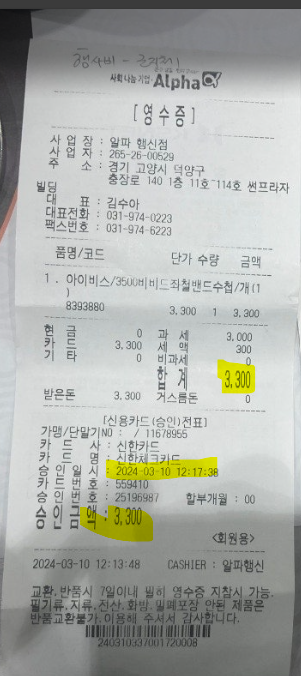 행사비 -
사회 나눔 기업 Alpha
[영수증]
사 업 장 : 알파 행신점
사 업 자 : 265-26-00529
주 소 : 경기 고양시 덕양구
충장로 140 1층 11호~114호 썬프라자
빌딩
대 표 : 김수아
대표전화 : 031-974-0223
팩스번호 : 031-974-6223
품명/코드 단가 수량 금액
1. 아이비스/3500비비드좌철밴드수첩/개(1
)
8393880 3,300 1 3,300
현 금 0 과 세 3,000
카 드 3,300 세 액 300
기 타 0 비과세 0
합 계 3,300
받은돈 3,300 거스름돈 0
[신용카드(승인)전표]
가맹/단말기NO : / 11678955
카 드 사 : 신한카드
카 드 명 : 신한체크카드
승 인 일 시 : 2024-03-10 12:17:38
카 드 번 호 : 559410
승 인 번 호 : 25196987 할부개월 : 00
승인금액 : 3,300
<회원용>
2024-03-10 12:13:48 CASHIER : 알파행신
교환,반품시 7일이내 필히 영수증 지참시 가능.
필기류,지류,전산,화방,밀폐포장 안된 제품은
반품교환불가.이용해 주셔서 감사합니다.
240310337001720008